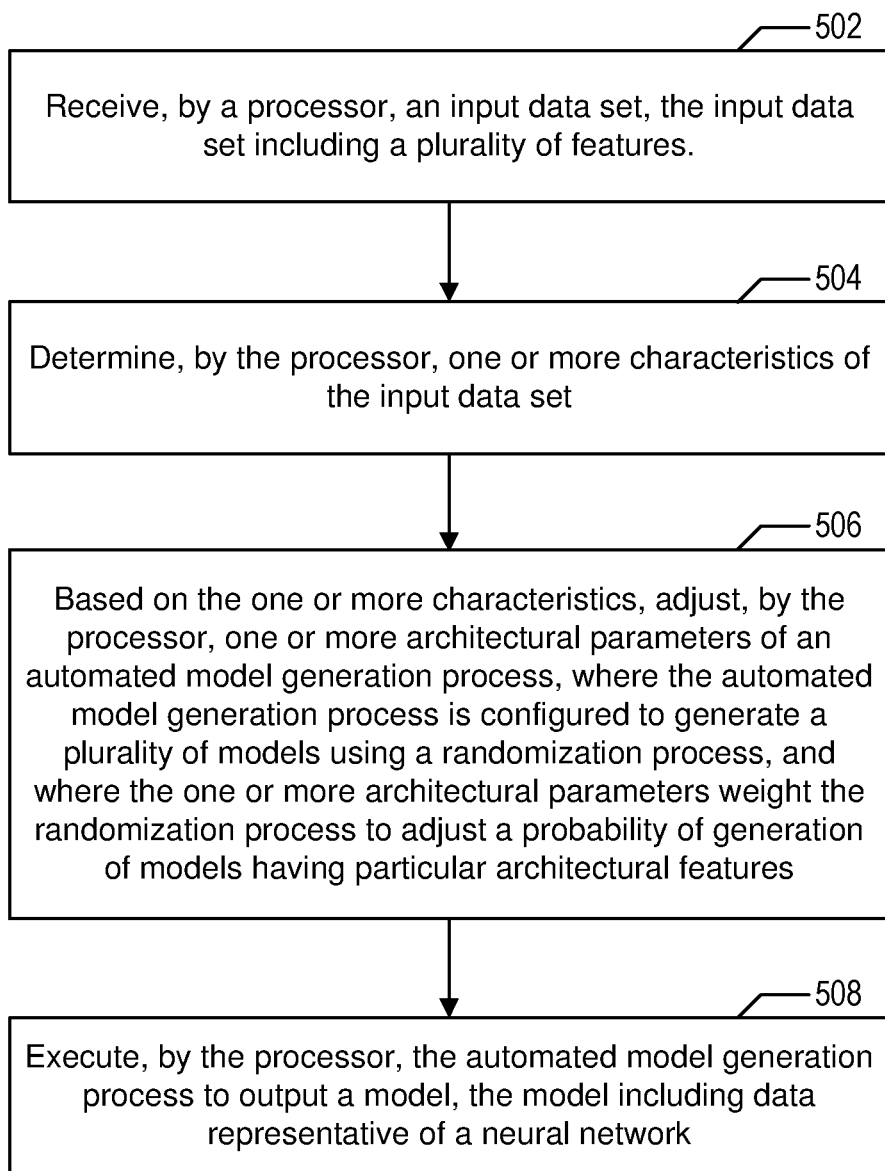 502
Receive, by a processor, an input data set, the input data
set including a plurality of features.
504
Determine, by the processor, one or more characteristics of
the input data set
506
Based on the one or more characteristics, adjust, by the
processor, one or more architectural parameters of an
automated model generation process, where the automated
model generation process is configured to generate a
plurality of models using a randomization process, and
where the one or more architectural parameters weight the
randomization process to adjust a probability of generation
of models having particular architectural features
508
Execute, by the processor, the automated model generation
process to output a model, the model including data
representative of a neural network